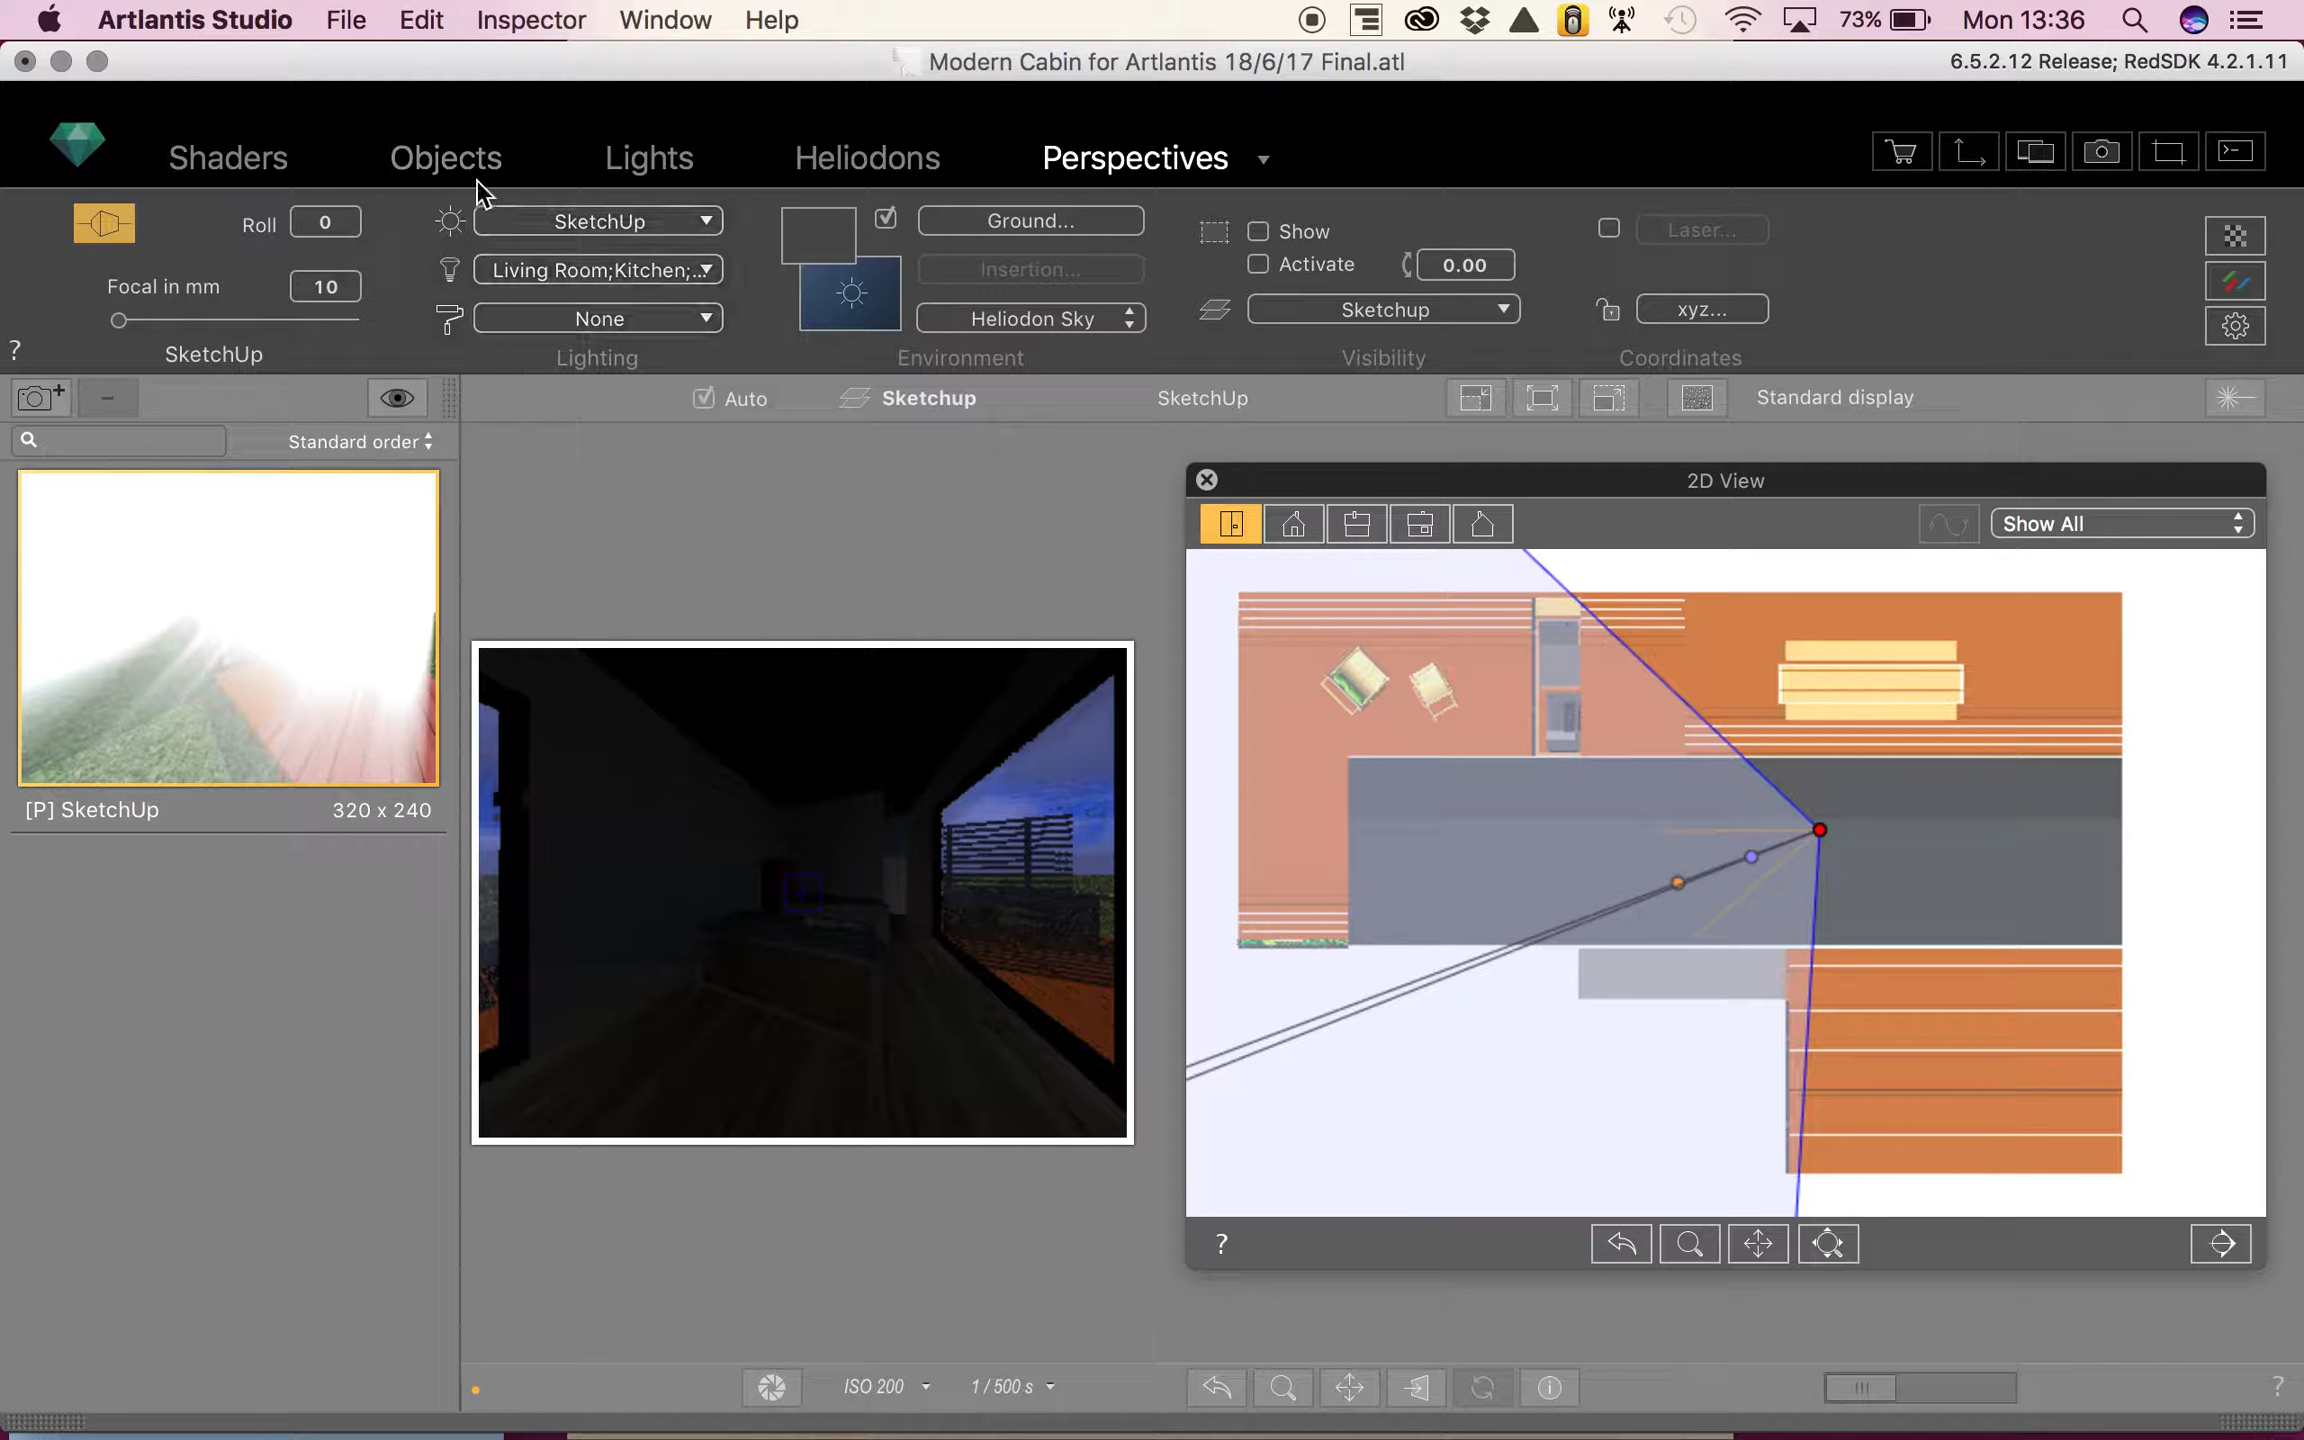 Artlantis Studio File Edit Inspector Window Help 73% Mon 13:36
Modern Cabin for Artlantis 18/6/17 Final.atl 6.5.2.12 Release; RedSDK 4.2.1.11
Shaders Objects Lights Heliodons Perspectives
Roll 0 SketchUp Ground... Show Laser...
Activate 0.00
Focal in mm 10 Living Room;Kitchen;... Insertion...
None Heliodon Sky Sketchup xyz...
? SketchUp Lighting Environment Visibility Coordinates
Auto Sketchup SketchUp Standard display
Standard order
2D View
Show All
[P] SketchUp 320 x 240
?
ISO 200 1 / 500 s ?